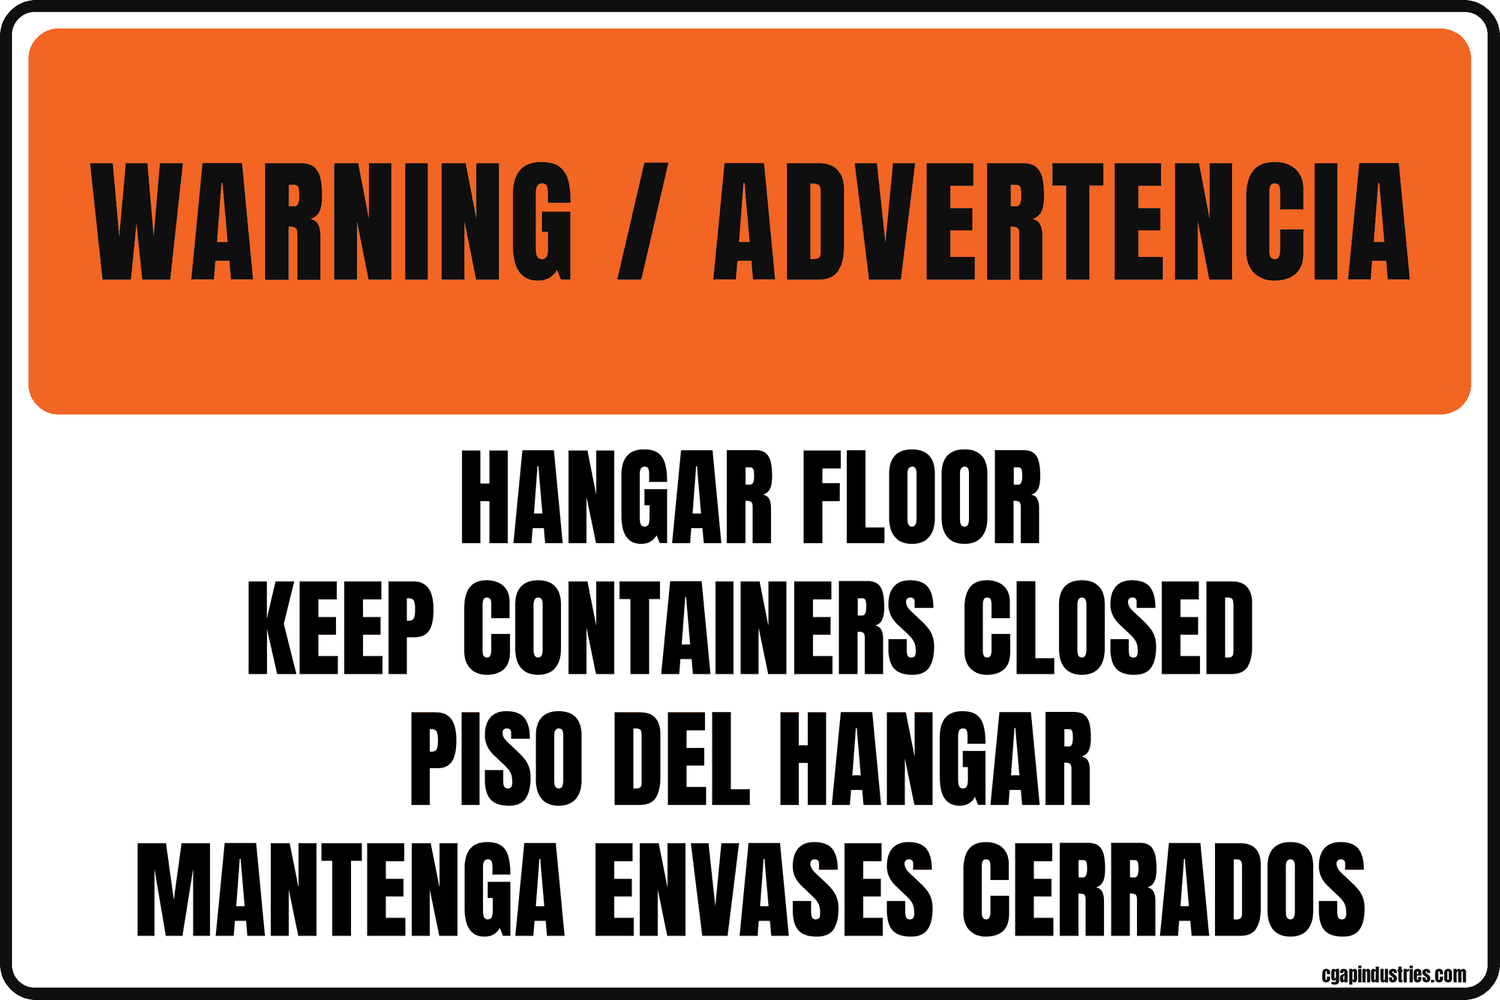 WARNING / ADVERTENCIA
HANGAR FLOOR
KEEP CONTAINERS CLOSED
PISO DEL HANGAR
MANTENGA ENVASES CERRADOS
cgapindustries.com